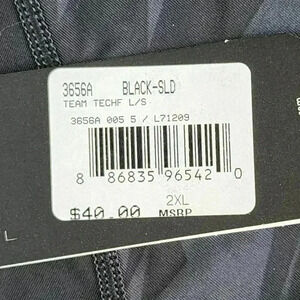 3656A BLACK-SLD
TEAM TECHF L/S
3656A 005 5 / L71209
8 86835 96542 0
2XL
$40.00 MSRP
L